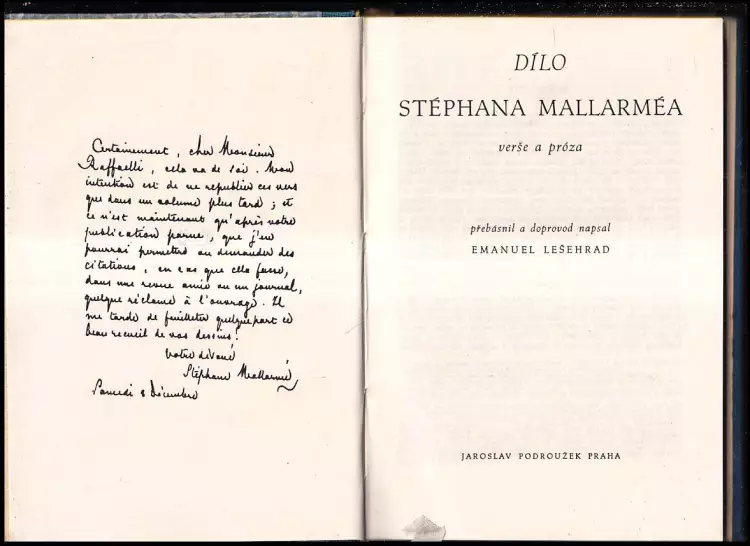 Certainement, cher Monsieur
Raffaëlli, cela va de soi. Mon
intention est de ne republier ces vers
que dans un volume plus tard ; et
ce n'est maintenant qu'après votre
publication parue, que j'en
pourrai permettre ou demander des
citations, en cas que cela fasse,
dans une revue amie ou un journal,
quelque réclame à l'ouvrage. Il
me tarde de feuilleter quelque part ce
beau recueil de vos dessins!
Votre dévoué
Stéphane Mallarmé
Samedi 8 Décembre
DÍLO
STÉPHANA MALLARMÉA
verše a próza
přebásnil a doprovod napsal
EMANUEL LEŠEHRAD
JAROSLAV PODROUŽEK PRAHA